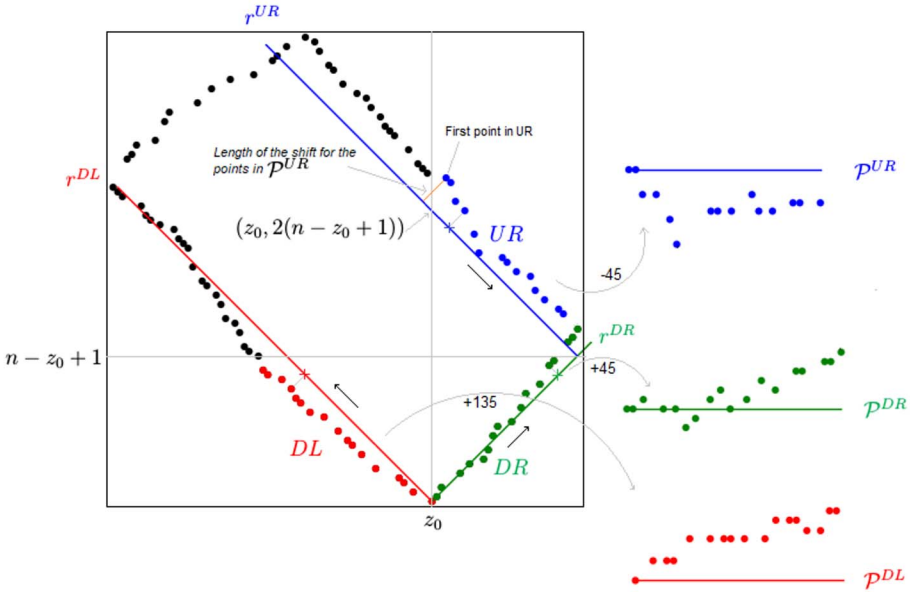 r^{UR}
First point in UR
Length of the shift for the
points in 𝒫^{UR}
𝒫^{UR}
r^{DL}
(z_0, 2(n − z_0 + 1))
UR
-45
r^{DR}
n − z_0 + 1
+45
+135
𝒫^{DR}
DL
DR
z_0
𝒫^{DL}